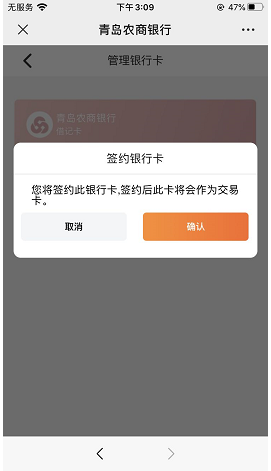 无服务 下午3:09 47%
青岛农商银行
管理银行卡
青岛农商银行
借记卡
签约银行卡
您将签约此银行卡,签约后此卡将会作为交易
卡。
取消 确认